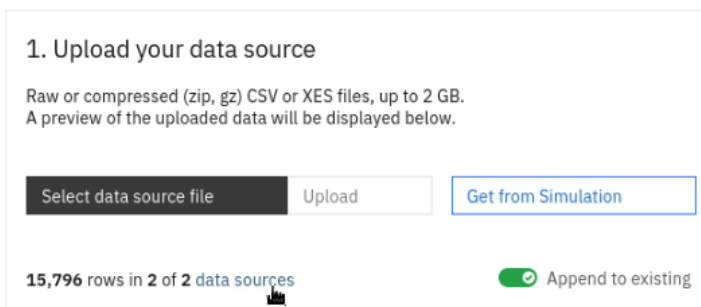 1. Upload your data source
Raw or compressed (zip, gz) CSV or XES files, up to 2 GB.
A preview of the uploaded data will be displayed below.
Select data source file Upload Get from Simulation
15,796 rows in 2 of 2 data sources Append to existing